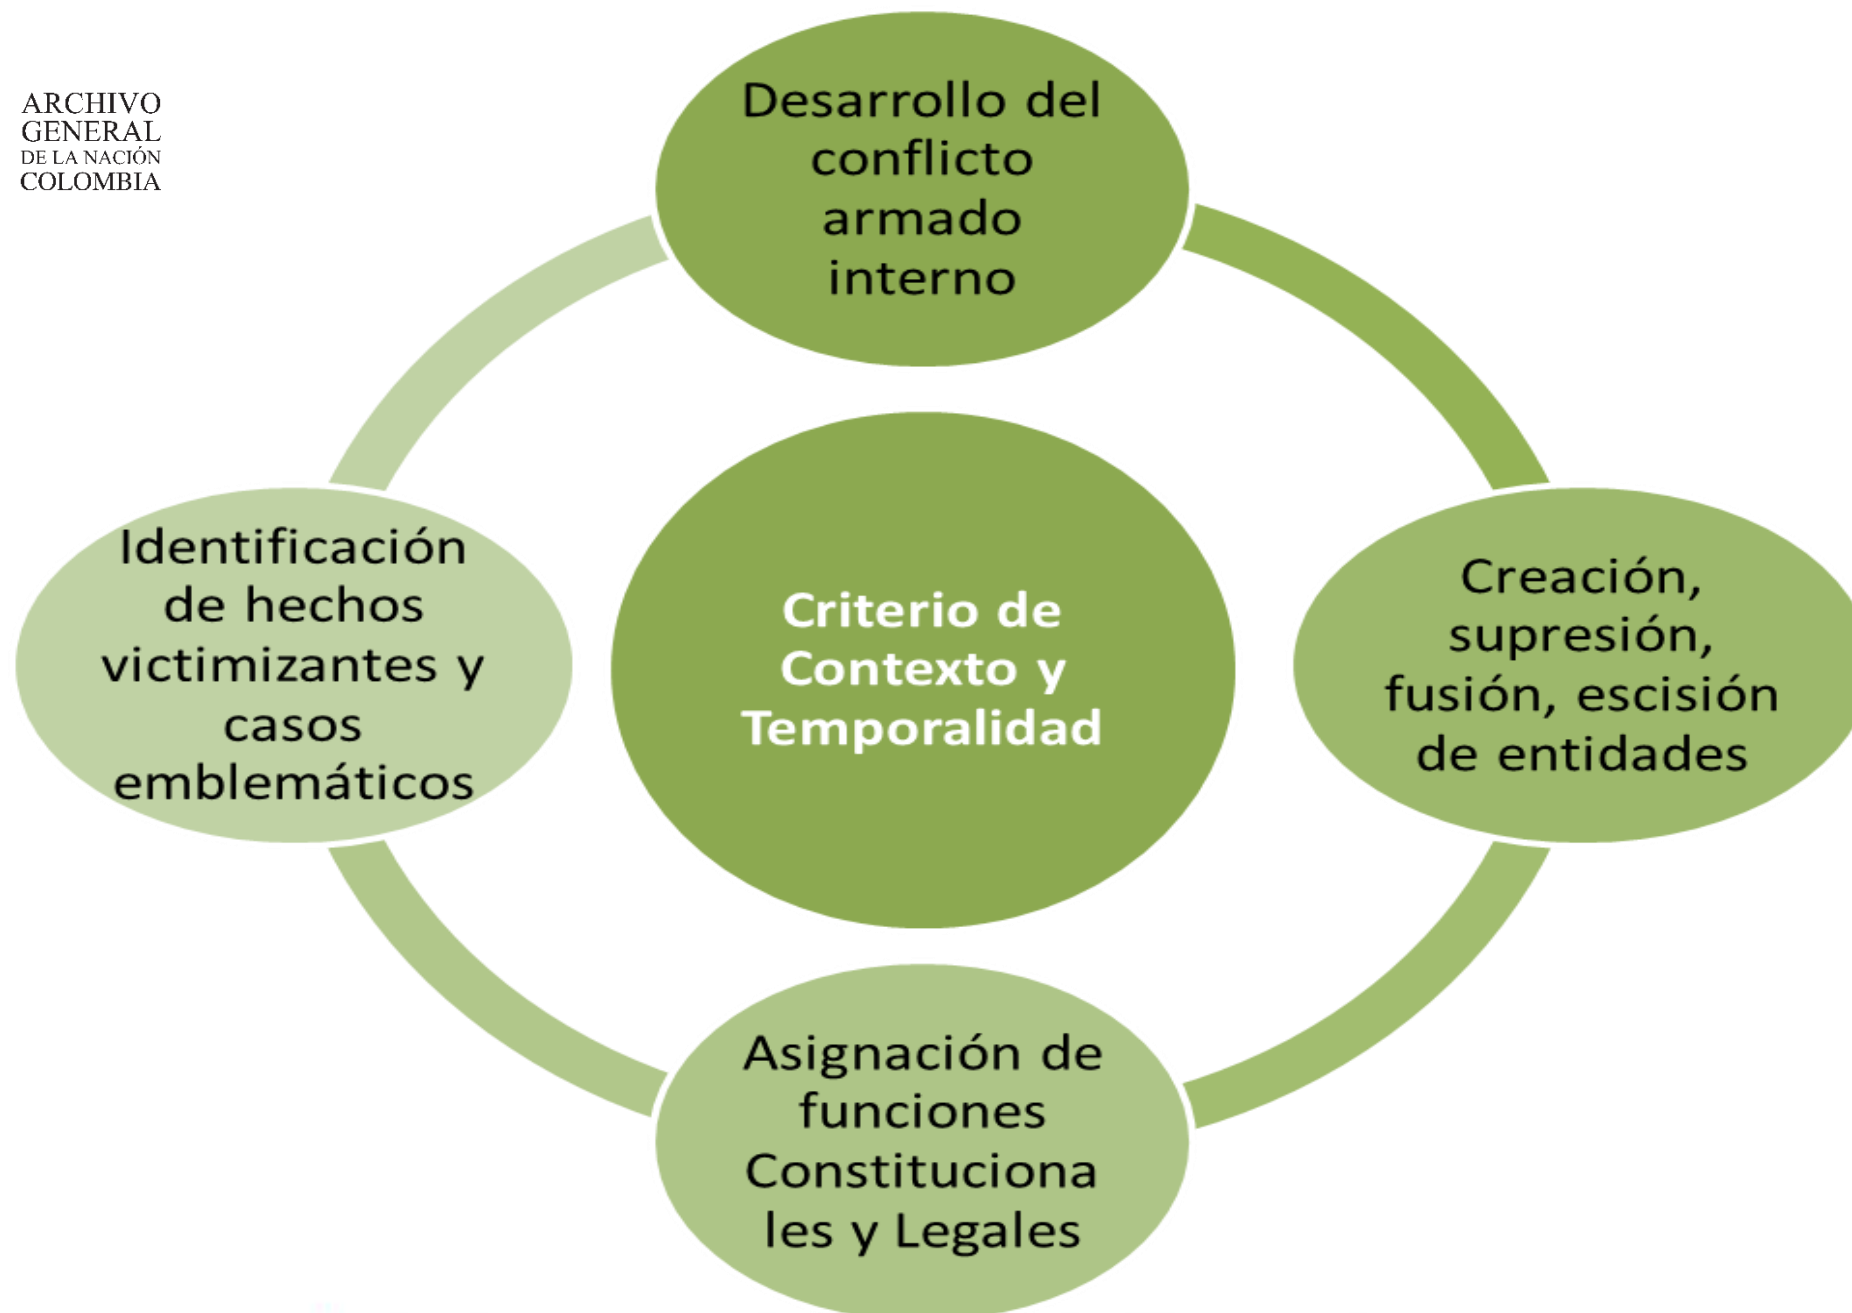 ARCHIVO
GENERAL
DE LA NACIÓN
COLOMBIA
Desarrollo del
conflicto
armado
interno
Creación,
supresión,
fusión, escisión
de entidades
Asignación de
funciones
Constituciona
les y Legales
Identificación
de hechos
victimizantes y
casos
emblemáticos
Criterio de
Contexto y
Temporalidad